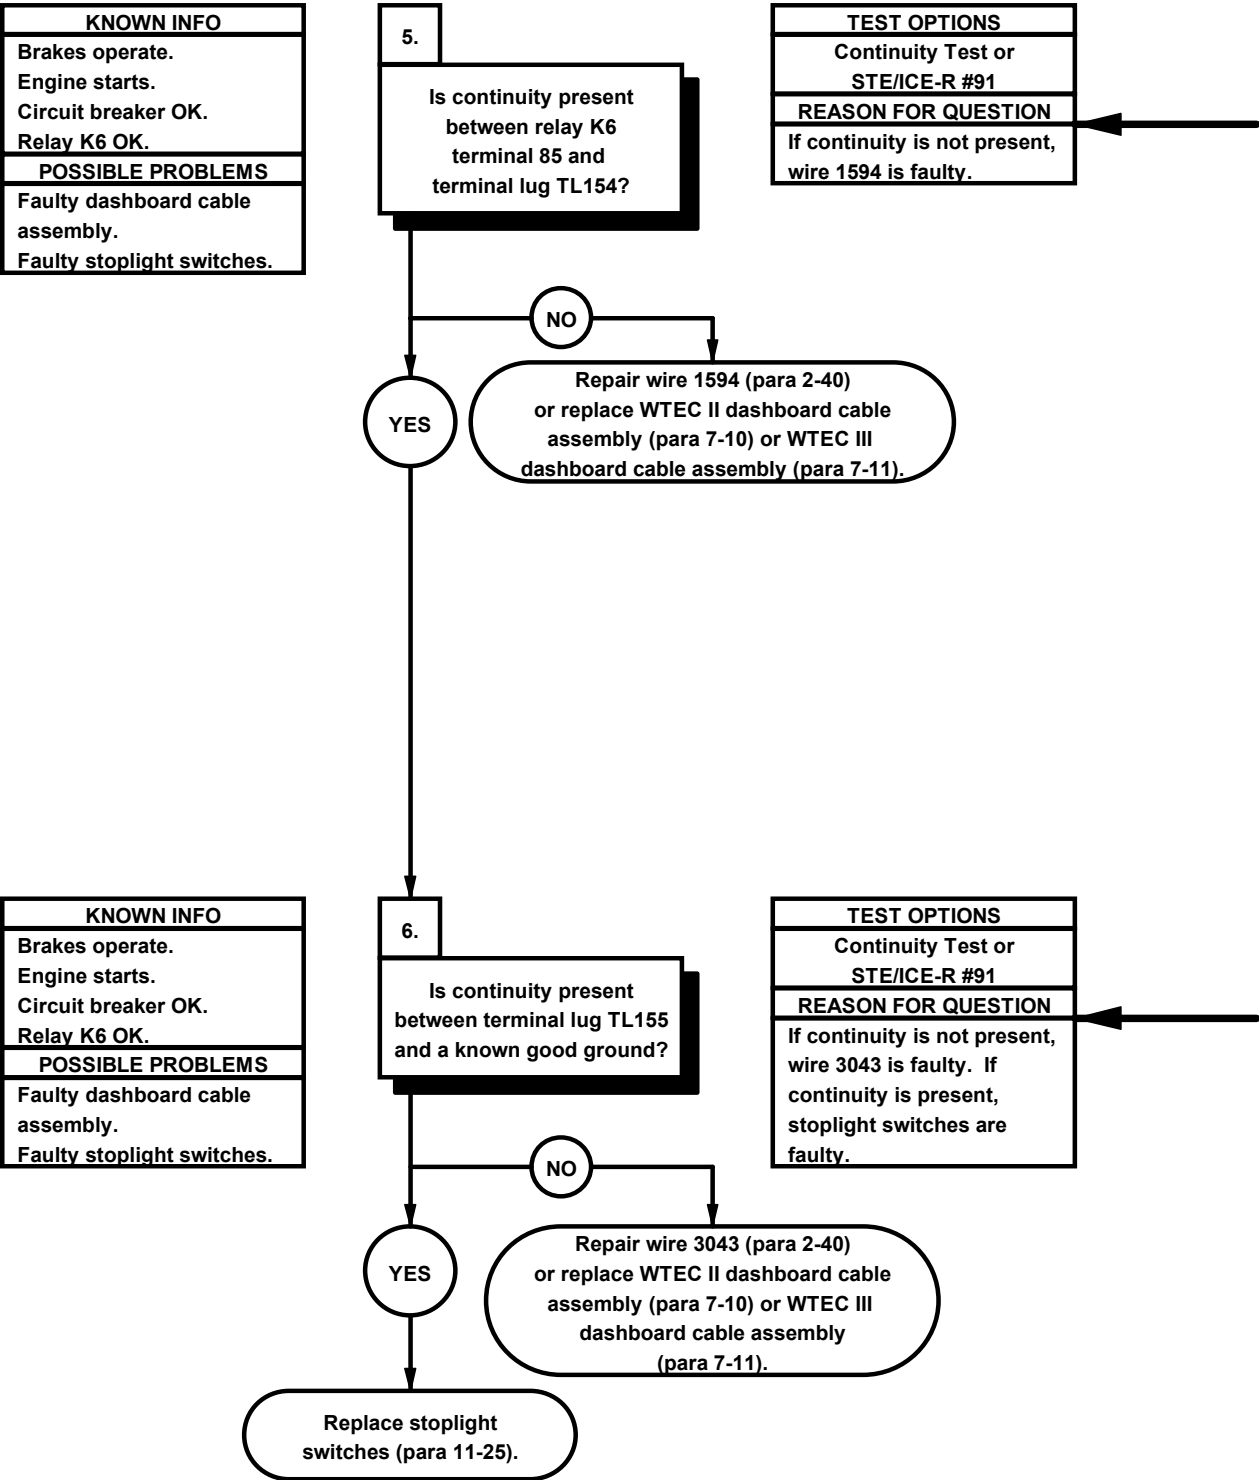 KNOWN INFO
Brakes operate.
Engine starts.
Circuit breaker OK.
Relay K6 OK.
POSSIBLE PROBLEMS
Faulty dashboard cable
assembly.
Faulty stoplight switches.
5.
Is continuity present
between relay K6
terminal 85 and
terminal lug TL154?
TEST OPTIONS
Continuity Test or
STE/ICE-R #91
REASON FOR QUESTION
If continuity is not present,
wire 1594 is faulty.
NO
YES
Repair wire 1594 (para 2-40)
or replace WTEC II dashboard cable
assembly (para 7-10) or WTEC III
dashboard cable assembly (para 7-11).
KNOWN INFO
Brakes operate.
Engine starts.
Circuit breaker OK.
Relay K6 OK.
POSSIBLE PROBLEMS
Faulty dashboard cable
assembly.
Faulty stoplight switches.
6.
Is continuity present
between terminal lug TL155
and a known good ground?
TEST OPTIONS
Continuity Test or
STE/ICE-R #91
REASON FOR QUESTION
If continuity is not present,
wire 3043 is faulty.  If
continuity is present,
stoplight switches are
faulty.
NO
YES
Repair wire 3043 (para 2-40)
or replace WTEC II dashboard cable
assembly (para 7-10) or WTEC III
dashboard cable assembly
(para 7-11).
Replace stoplight
switches (para 11-25).